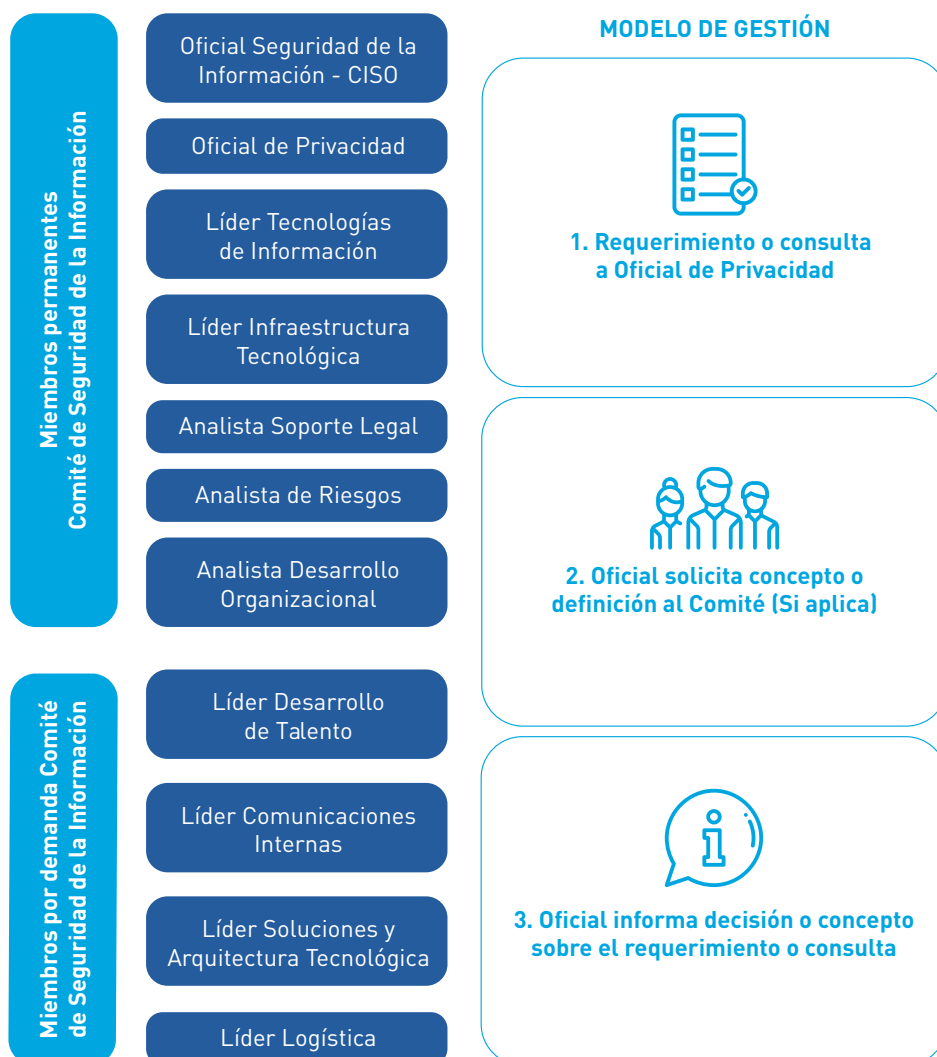 Miembros permanentes
Comité de Seguridad de la Información
Oficial Seguridad de la
Información - CISO
Oficial de Privacidad
Líder Tecnologías
de Información
Líder Infraestructura
Tecnológica
Analista Soporte Legal
Analista de Riesgos
Analista Desarrollo
Organizacional
Miembros por demanda Comité
de Seguridad de la Información
Líder Desarrollo
de Talento
Líder Comunicaciones
Internas
Líder Soluciones y
Arquitectura Tecnológica
Líder Logística
MODELO DE GESTIÓN
1. Requerimiento o consulta
a Oficial de Privacidad
2. Oficial solicita concepto o
definición al Comité (Si aplica)
3. Oficial informa decisión o concepto
sobre el requerimiento o consulta